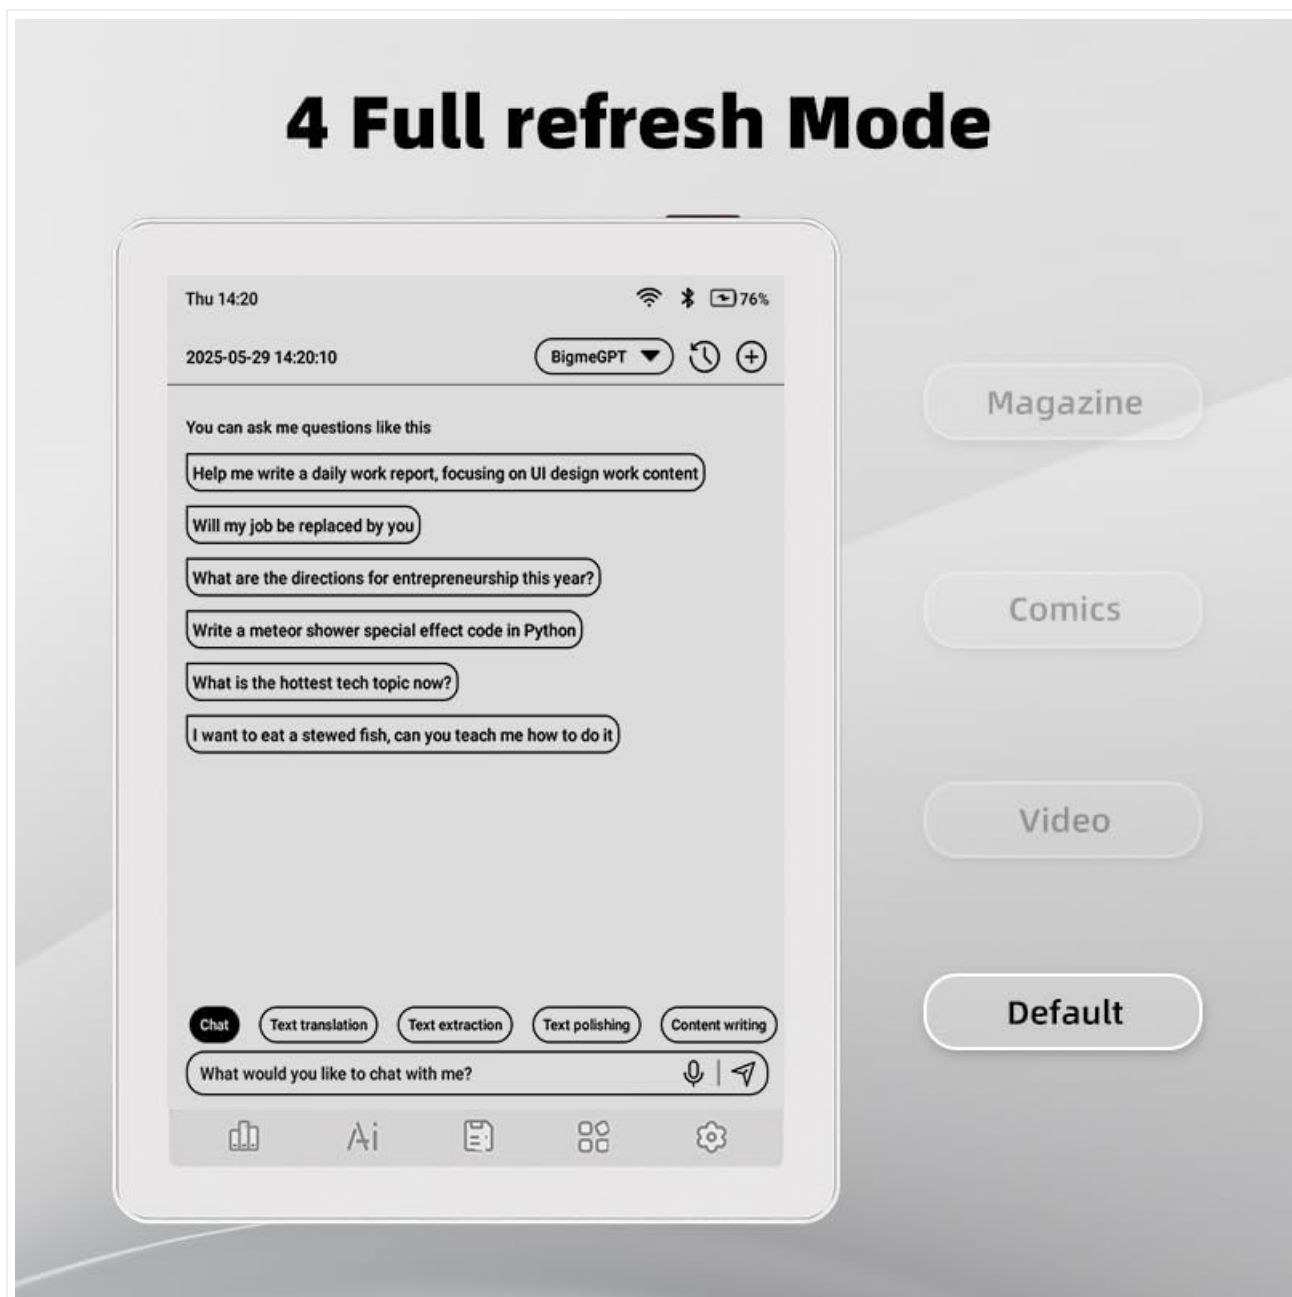 4 Full refresh Mode
Thu 14:20 76%
2025-05-29 14:20:10 BigmeGPT
You can ask me questions like this
Help me write a daily work report, focusing on UI design work content
Will my job be replaced by you
What are the directions for entrepreneurship this year?
Write a meteor shower special effect code in Python
What is the hottest tech topic now?
I want to eat a stewed fish, can you teach me how to do it
Chat Text translation Text extraction Text polishing Content writing
What would you like to chat with me?
Ai
Magazine
Comics
Video
Default